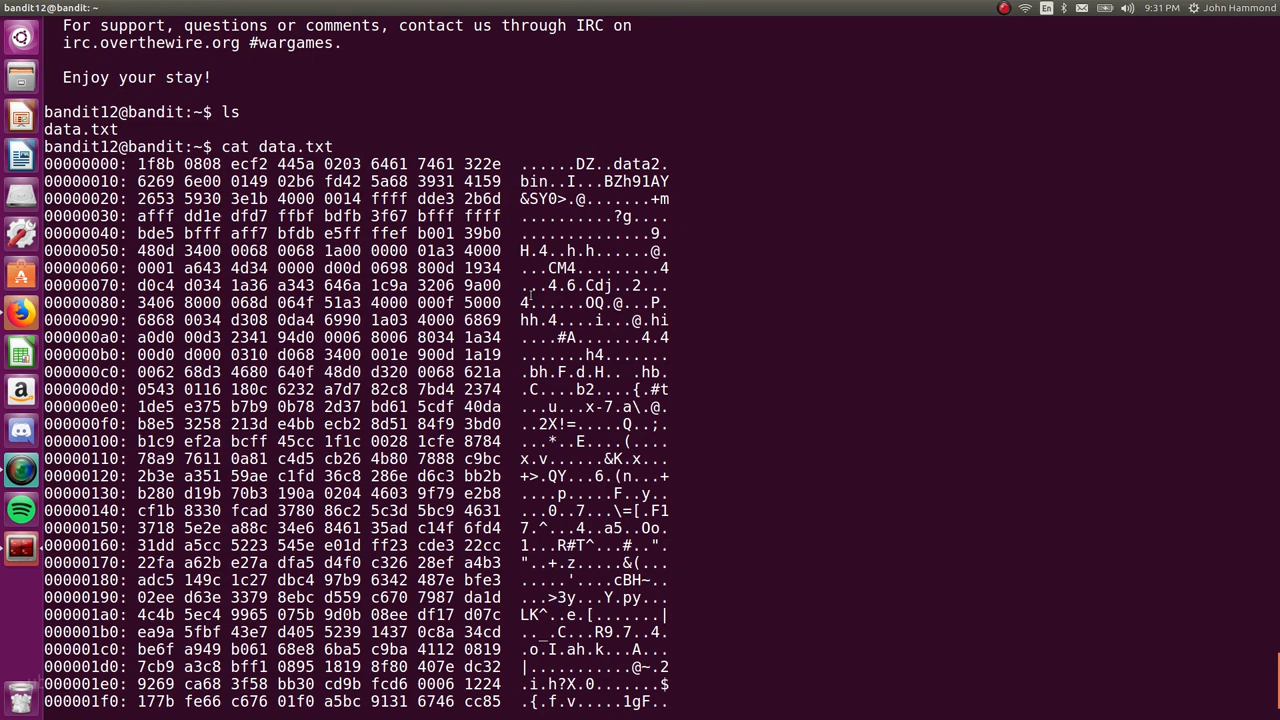 bandit12@bandit: ~
En
9:31 PM
John Hammond
For support, questions or comments, contact us through IRC on
irc.overthewire.org #wargames.
Enjoy your stay!
bandit12@bandit:~$ ls
data.txt
bandit12@bandit:~$ cat data.txt
00000000: 1f8b 0808 ecf2 445a 0203 6461 7461 322e  ......DZ..data2.
00000010: 6269 6e00 0149 02b6 fd42 5a68 3931 4159  bin..I...BZh91AY
00000020: 2653 5930 3e1b 4000 0014 ffff dde3 2b6d  &SY0>.@.......+m
00000030: afff dd1e dfd7 ffbf bdfb 3f67 bfff ffff  ..........?g....
00000040: bde5 bfff aff7 bfdb e5ff ffef b001 39b0  ..............9.
00000050: 480d 3400 0068 0068 1a00 0000 01a3 4000  H.4..h.h......@.
00000060: 0001 a643 4d34 0000 d00d 0698 800d 1934  ...CM4.........4
00000070: d0c4 d034 1a36 a343 646a 1c9a 3206 9a00  ...4.6.Cdj..2...
00000080: 3406 8000 068d 064f 51a3 4000 000f 5000  4......OQ.@...P.
00000090: 6868 0034 d308 0da4 6990 1a03 4000 6869  hh.4....i...@.hi
000000a0: a0d0 00d3 2341 94d0 0006 8006 8034 1a34  ....#A.......4.4
000000b0: 00d0 d000 0310 d068 3400 001e 900d 1a19  .......h4.......
000000c0: 0062 68d3 4680 640f 48d0 d320 0068 621a  .bh.F.d.H.. .hb.
000000d0: 0543 0116 180c 6232 a7d7 82c8 7bd4 2374  .C....b2....{.#t
000000e0: 1de5 e375 b7b9 0b78 2d37 bd61 5cdf 40da  ...u...x-7.a\.@.
000000f0: b8e5 3258 213d e4bb ecb2 8d51 84f9 3bd0  ..2X!=.....Q..;.
00000100: b1c9 ef2a bcff 45cc 1f1c 0028 1cfe 8784  ...*..E....(....
00000110: 78a9 7611 0a81 c4d5 cb26 4b80 7888 c9bc  x.v......&K.x...
00000120: 2b3e a351 59ae c1fd 36c8 286e d6c3 bb2b  +>.QY...6.(n...+
00000130: b280 d19b 70b3 190a 0204 4603 9f79 e2b8  ....p.....F..y..
00000140: cf1b 8330 fcad 3780 86c2 5c3d 5bc9 4631  ...0..7...\=[.F1
00000150: 3718 5e2e a88c 34e6 8461 35ad c14f 6fd7  7.^...4..a5..Oo.
00000160: 31dd a5cc 5223 545e e01d ff23 cde3 22cc  1...R#T^...#..".
00000170: 22fa a62b e27a dfa5 d4f0 c326 28ef a4b3  "..+.z.....&(...
00000180: adc5 149c 1c27 dbc4 97b9 6342 487e bfe3  .....'....cBH~..
00000190: 02ee d63e 3379 8ebc d559 c670 7987 da1d  ...>3y...Y.py...
000001a0: 4c4b 5ec4 9965 075b 9d0b 08ee df17 d07c  LK^..e.[.......|
000001b0: ea9a 5fbf 43e7 d405 5239 1437 0c8a 34cd  .._.C...R9.7..4.
000001c0: be6f a949 b061 68e8 6ba5 c9ba 4112 0819  .o.I.ah.k...A...
000001d0: 7cb9 a3c8 bff1 0895 1819 8f80 407e dc32  |...........@~.2
000001e0: 9269 ca68 3f58 bb30 cd9b fcd6 0006 1224  .i.h?X.0.......$
000001f0: 177b fe66 c676 01f0 a5bc 9131 6746 cc85  .{.f.v.....1gF..